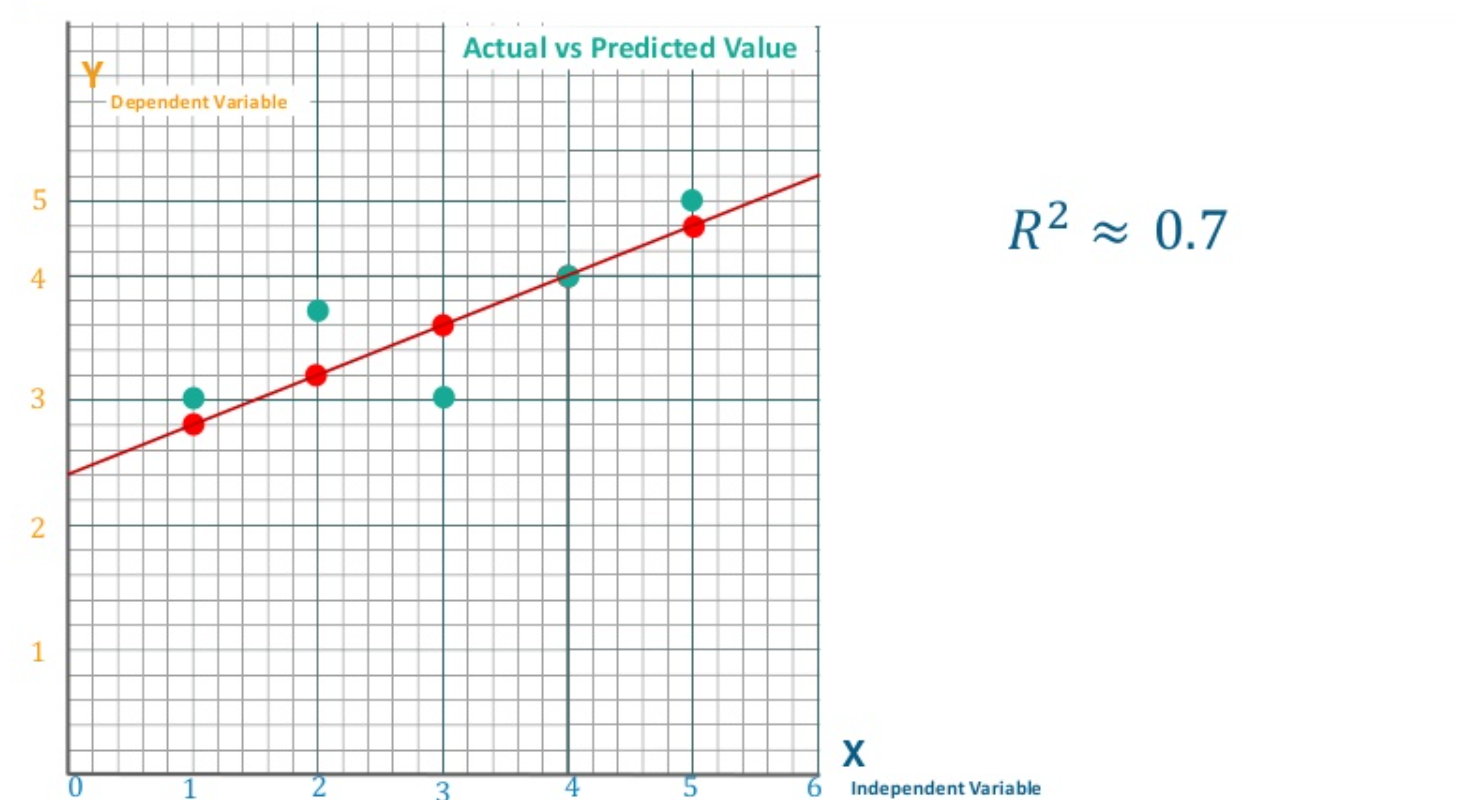 Actual vs Predicted Value
Y
Dependent Variable
5
4
3
2
1
R² ≈ 0.7
X
0 1 2 3 4 5 6
Independent Variable